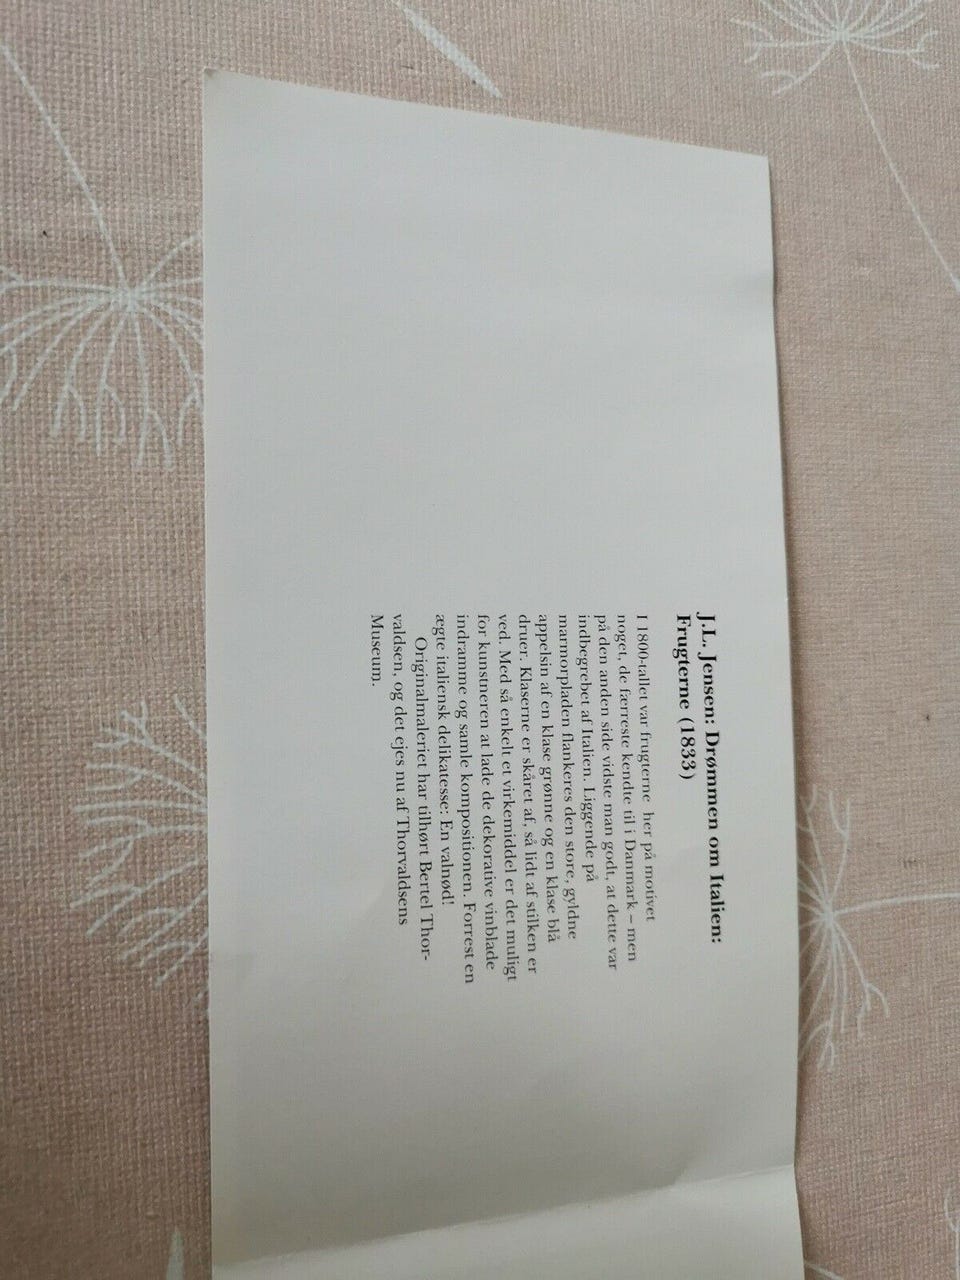 J.L. Jensen: Drømmen om Italien:
Frugterne (1833)
I 1800-tallet var frugterne her på motivet
noget, de færreste kendte til i Danmark – men
på den anden side vidste man godt, at dette var
indbegrebet af Italien. Liggende på
marmorpladen flankeres den store, gyldne
appelsin af en klase grønne og en klase blå
druer. Klaserne er skåret af, så lidt af stilken er
ved. Med så enkelt et virkemiddel er det muligt
for kunstneren at lade de dekorative vinblade
indramme og samle kompositionen. Forrest en
ægte italiensk delikatesse: En valnød!
Originalmaleriet har tilhørt Bertel Thor-
valdsen, og det ejes nu af Thorvaldsens
Museum.